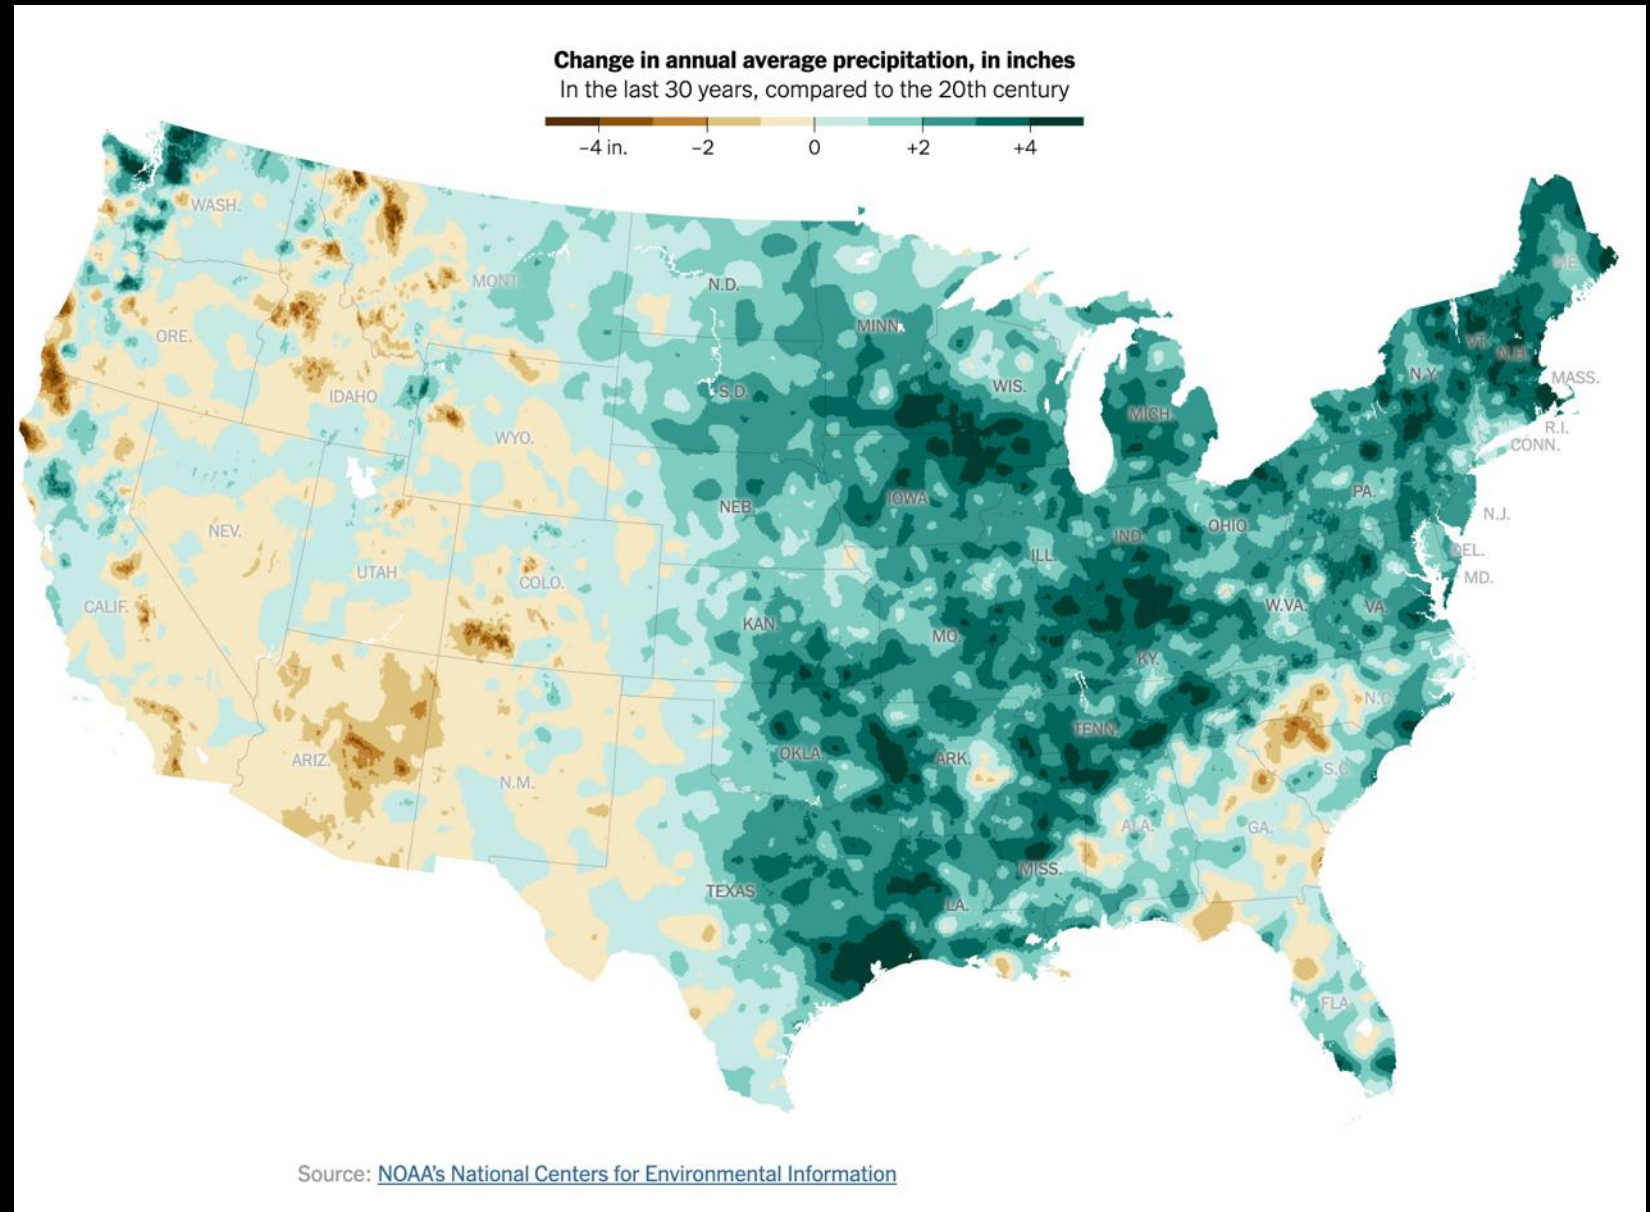 Change in annual average precipitation, in inches
In the last 30 years, compared to the 20th century
−4 in. −2 0 +2 +4
WASH.
MONT.
N.D.
MINN.
ME.
ORE.
IDAHO
S.D.
WIS.
MICH.
N.Y.
VT.
N.H.
MASS.
R.I.
CONN.
WYO.
NEB.
IOWA
PA.
N.J.
NEV.
UTAH
COLO.
ILL.
IND.
OHIO
DEL.
MD.
CALIF.
KAN.
MO.
KY.
W.VA.
VA.
ARIZ.
N.M.
OKLA.
ARK.
TENN.
N.C.
S.C.
TEXAS
LA.
MISS.
ALA.
GA.
FLA.
Source: NOAA’s National Centers for Environmental Information